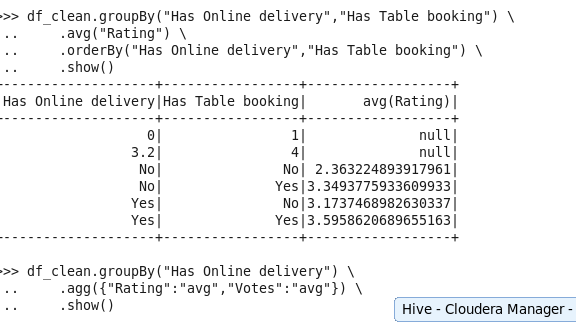 >>> df_clean.groupBy("Has Online delivery","Has Table booking") \
..     .avg("Rating") \
..     .orderBy("Has Online delivery","Has Table booking") \
..     .show()
-------------------+-----------------+------------------+
Has Online delivery|Has Table booking|       avg(Rating)|
-------------------+-----------------+------------------+
                  0|                1|              null|
                3.2|                4|              null|
                 No|               No| 2.363224893917961|
                 No|              Yes|3.3493775933609933|
                Yes|               No|3.1737468982630337|
                Yes|              Yes|3.5958620689655163|
-------------------+-----------------+------------------+
>>> df_clean.groupBy("Has Online delivery") \
..     .agg({"Rating":"avg","Votes":"avg"}) \
..     .show()
Hive - Cloudera Manager -